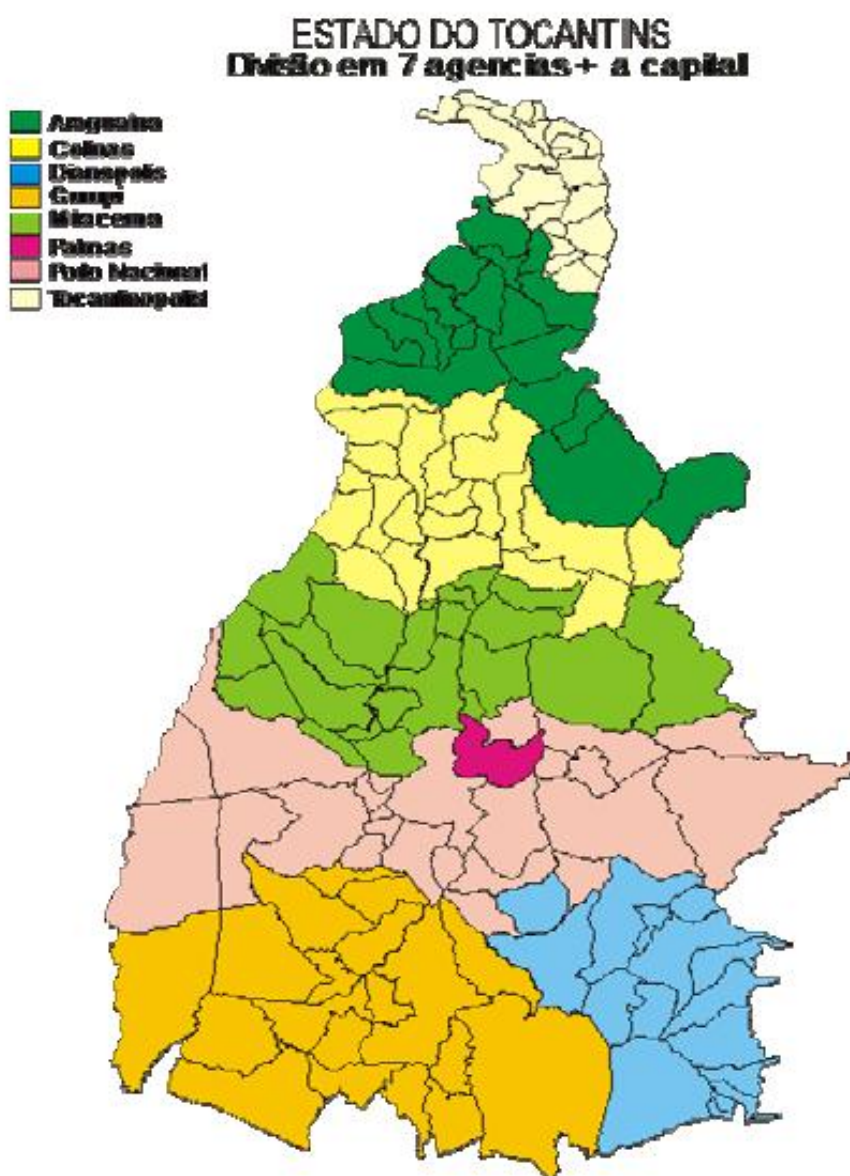 ESTADO DO TOCANTINS
Divisão em 7 agencias + a capital
Araguaina
Colinas
Dianopolis
Gurupi
Miracema
Palmas
Porto Nacional
Tocantinopolis